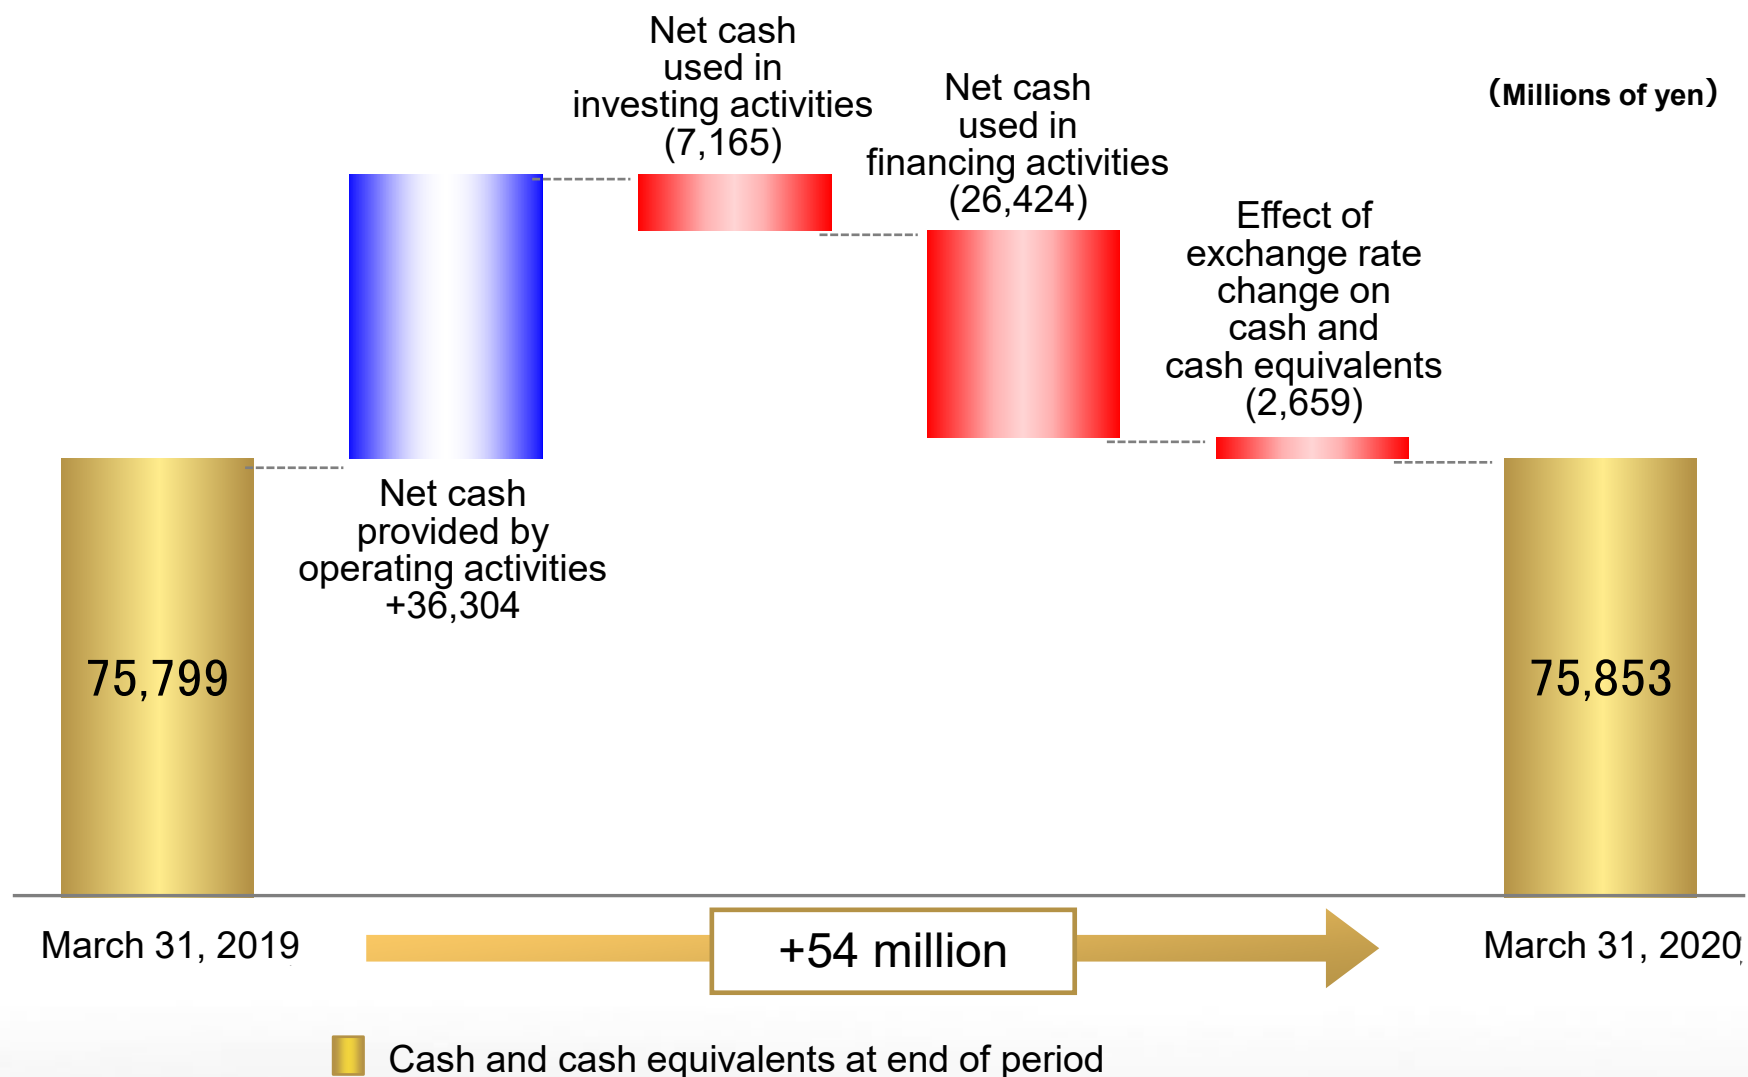 Net cash
used in
investing activities
(7,165)
Net cash
used in
financing activities
(26,424)
（Millions of yen）
Effect of
exchange rate
change on
cash and
cash equivalents
(2,659)
Net cash
provided by
operating activities
+36,304
75,799
75,853
March 31, 2019
+54 million
March 31, 2020
Cash and cash equivalents at end of period